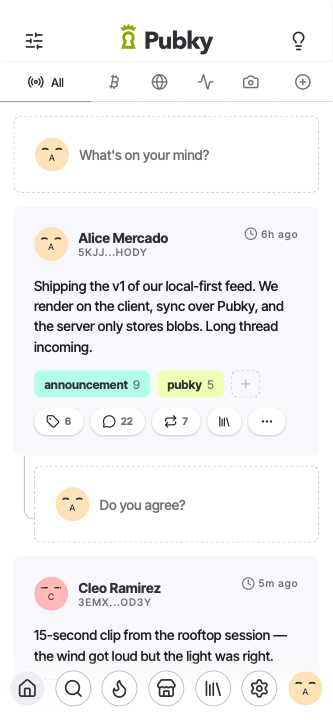 Pubky
All
What's on your mind?
A
Alice Mercado
5KJJ...HODY
6h ago
A
Shipping the v1 of our local-first feed. We
render on the client, sync over Pubky, and
the server only stores blobs. Long thread
incoming.
announcement 9
pubky 5
+
6
22
7
A
Do you agree?
C
Cleo Ramirez
3EMX...OD3Y
5m ago
15-second clip from the rooftop session —
the wind got loud but the light was right.
A